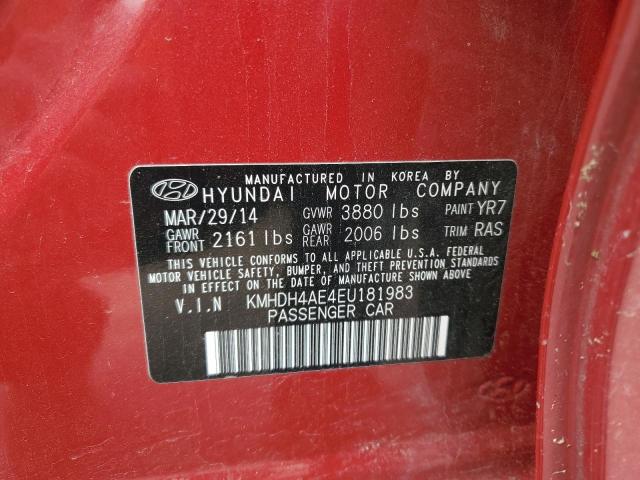 MANUFACTURED IN KOREA BY
HYUNDAI MOTOR COMPANY
MAR/29/14 GVWR 3880 lbs PAINT YR7
GAWR FRONT 2161 lbs GAWR REAR 2006 lbs TRIM RAS
THIS VEHICLE CONFORMS TO ALL APPLICABLE U.S.A. FEDERAL
MOTOR VEHICLE SAFETY, BUMPER, AND THEFT PREVENTION STANDARDS
IN EFFECT ON THE DATE OF MANUFACTURE SHOWN ABOVE.
V.I.N KMHDH4AE4EU181983
PASSENGER CAR